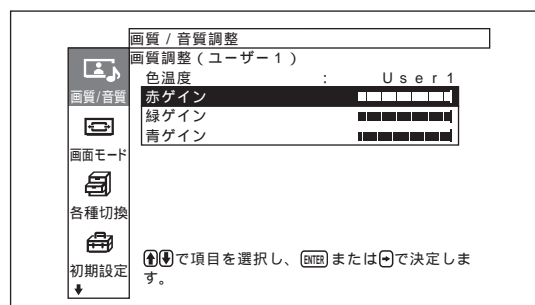 画質 / 音質調整
画質調整（ユーザー１）
色温度 : User1
画質/音質
赤ゲイン
緑ゲイン
青ゲイン
画面モード
各種切換
初期設定
で項目を選択し、ENTERまたはで決定しま
す。